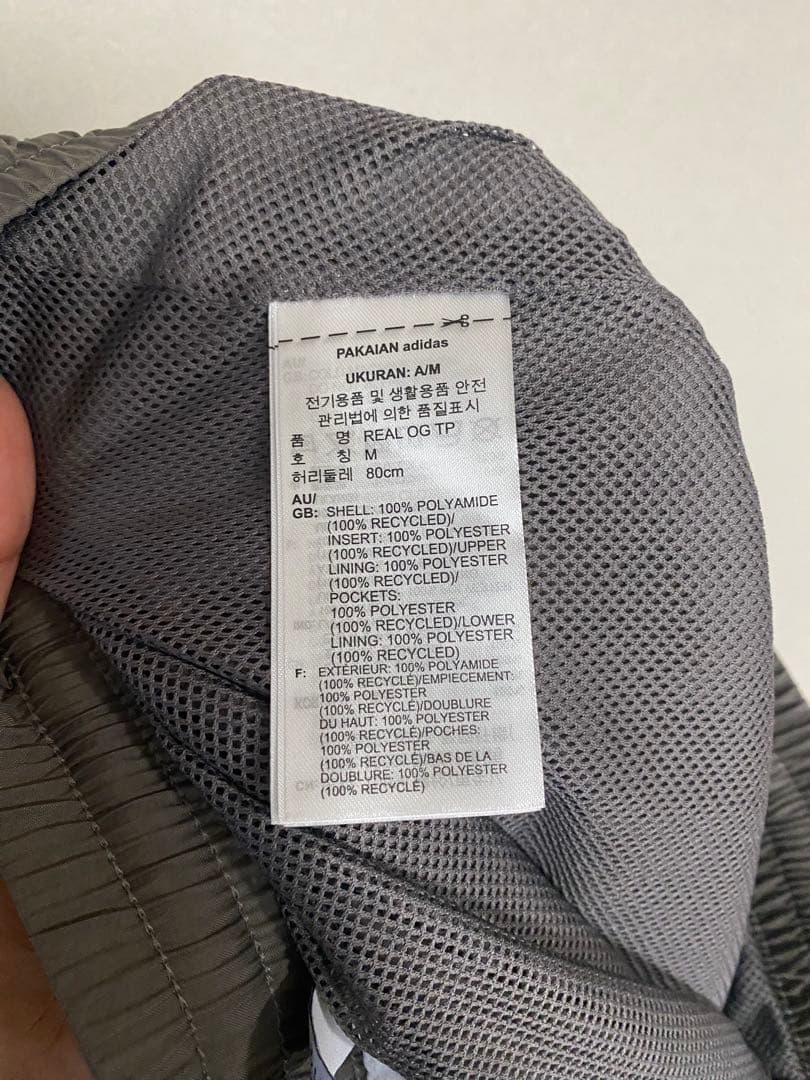 PAKAIAN adidas
UKURAN: A/M
전기용품 및 생활용품 안전
관리법에 의한 품질표시
품 명 REAL OG TP
호 칭 M
허리둘레 80cm
AU/
GB: SHELL: 100% POLYAMIDE
(100% RECYCLED)/
INSERT: 100% POLYESTER
(100% RECYCLED)/UPPER
LINING: 100% POLYESTER
(100% RECYCLED)/
POCKETS:
100% POLYESTER
(100% RECYCLED)/LOWER
LINING: 100% POLYESTER
(100% RECYCLED)
F: EXTÉRIEUR: 100% POLYAMIDE
(100% RECYCLÉ)/EMPIECEMENT:
100% POLYESTER
(100% RECYCLÉ)/DOUBLURE
DU HAUT: 100% POLYESTER
(100% RECYCLÉ)/POCHES:
100% POLYESTER
(100% RECYCLÉ)/BAS DE LA
DOUBLURE: 100% POLYESTER
(100% RECYCLÉ)